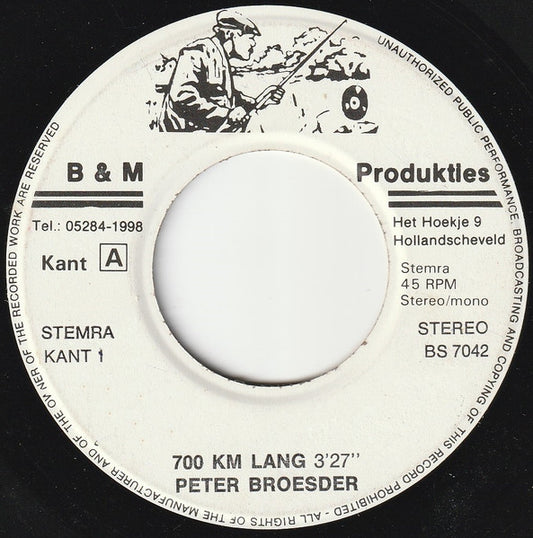 B & M Produkties
Tel.: 05284-1998
Het Hoekje 9
Hollandscheveld
Kant A
Stemra
45 RPM
Stereo/mono
STEMRA
KANT 1
STEREO
BS 7042
700 KM LANG 3'27''
PETER BROESDER
ALL RIGHTS OF THE MANUFACTURER AND OF THE OWNER OF THE RECORDED WORK ARE RESERVED
UNAUTHORIZED PUBLIC PERFORMANCE, BROADCASTING AND COPYING OF THIS RECORD PROHIBITED -